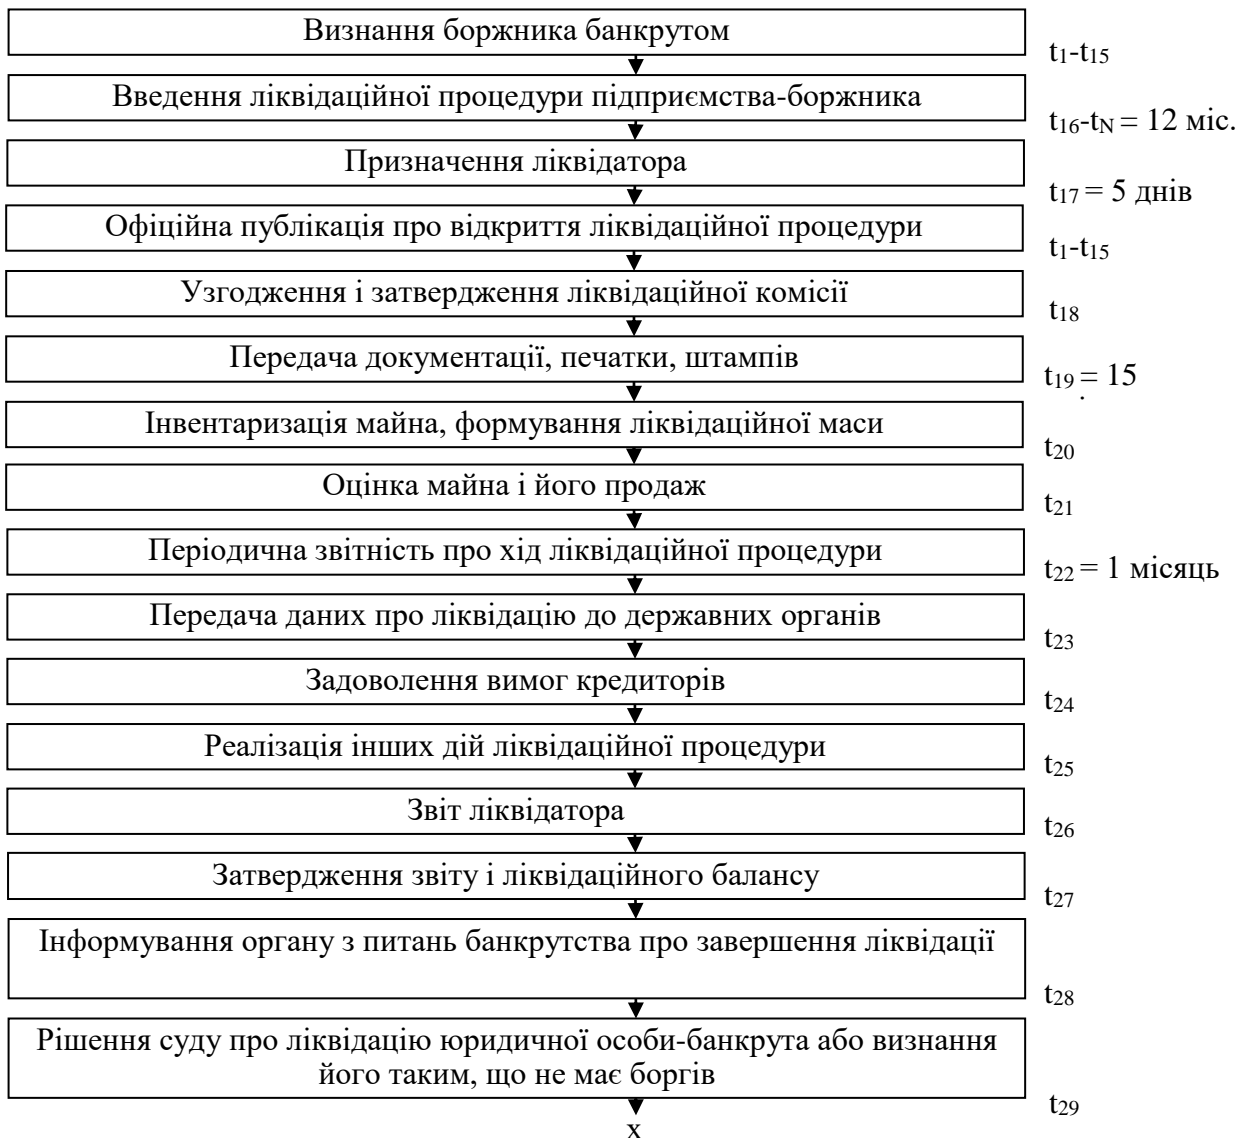 Визнання боржника банкрутом
t1-t15
Введення ліквідаційної процедури підприємства-боржника
t16-tN = 12 міс.
Призначення ліквідатора
t17 = 5 днів
Офіційна публікація про відкриття ліквідаційної процедури
t1-t15
Узгодження і затвердження ліквідаційної комісії
t18
Передача документації, печатки, штампів
t19 = 15
.
Інвентаризація майна, формування ліквідаційної маси
t20
Оцінка майна і його продаж
t21
Періодична звітність про хід ліквідаційної процедури
t22 = 1 місяць
Передача даних про ліквідацію до державних органів
t23
Задоволення вимог кредиторів
t24
Реалізація інших дій ліквідаційної процедури
t25
Звіт ліквідатора
t26
Затвердження звіту і ліквідаційного балансу
t27
Інформування органу з питань банкрутства про завершення ліквідації
t28
Рішення суду про ліквідацію юридичної особи-банкрута або визнання
його таким, що не має боргів
t29
х